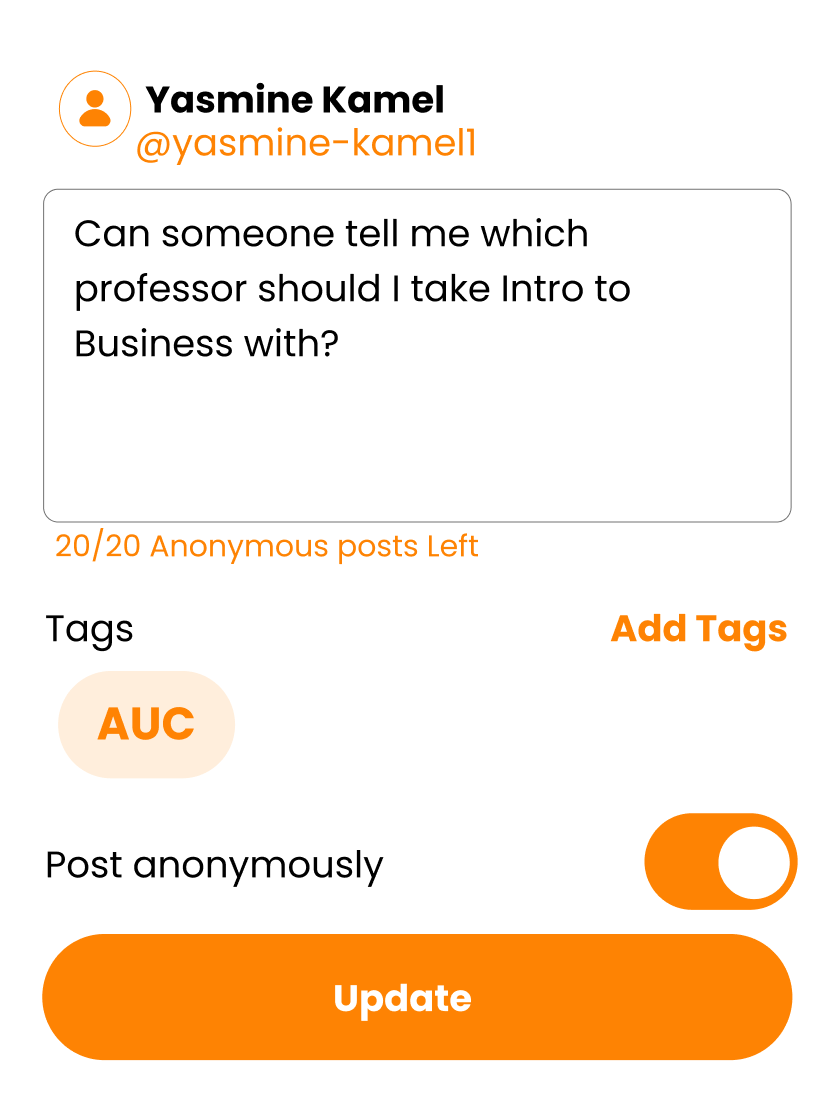 Yasmine Kamel
@yasmine-kamel1
Can someone tell me which
professor should I take Intro to
Business with?
20/20 Anonymous posts Left
Tags
Add Tags
AUC
Post anonymously
Update